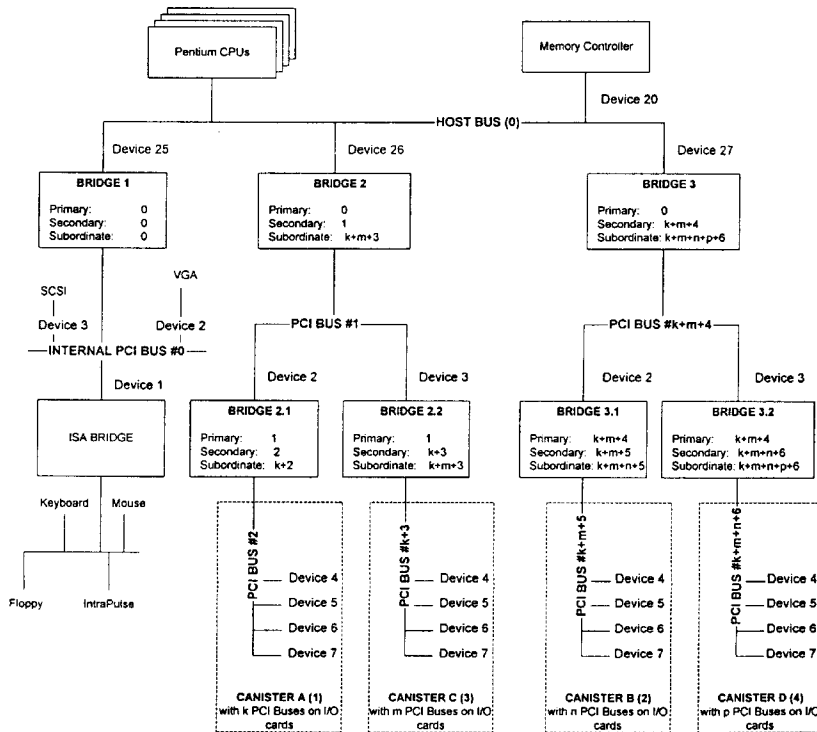 Pentium CPUs
Memory Controller
Device 20
HOST BUS (0)
Device 25
Device 26
Device 27
BRIDGE 1
Primary: 0
Secondary: 0
Subordinate: 0
BRIDGE 2
Primary: 0
Secondary: 1
Subordinate: k+m+3
BRIDGE 3
Primary: 0
Secondary: k+m+4
Subordinate: k+m+n+p+6
SCSI
VGA
Device 3
Device 2
INTERNAL PCI BUS #0
PCI BUS #1
PCI BUS #k+m+4
Device 1
Device 2
Device 3
Device 2
Device 3
ISA BRIDGE
BRIDGE 2.1
Primary: 1
Secondary: 2
Subordinate: k+2
BRIDGE 2.2
Primary: 1
Secondary: k+3
Subordinate: k+m+3
BRIDGE 3.1
Primary: k+m+4
Secondary: k+m+5
Subordinate: k+m+n+5
BRIDGE 3.2
Primary: k+m+4
Secondary: k+m+n+6
Subordinate: k+m+n+p+6
Keyboard
Mouse
Floppy
IntraPulse
PCI BUS #2
Device 4
Device 5
Device 6
Device 7
CANISTER A (1)
with k PCI Buses on I/O
cards
PCI BUS #k+3
Device 4
Device 5
Device 6
Device 7
CANISTER C (3)
with m PCI Buses on I/O
cards
PCI BUS #k+m+5
Device 4
Device 5
Device 6
Device 7
CANISTER B (2)
with n PCI Buses on I/O
cards
PCI BUS #k+m+n+6
Device 4
Device 5
Device 6
Device 7
CANISTER D (4)
with p PCI Buses on I/O
cards